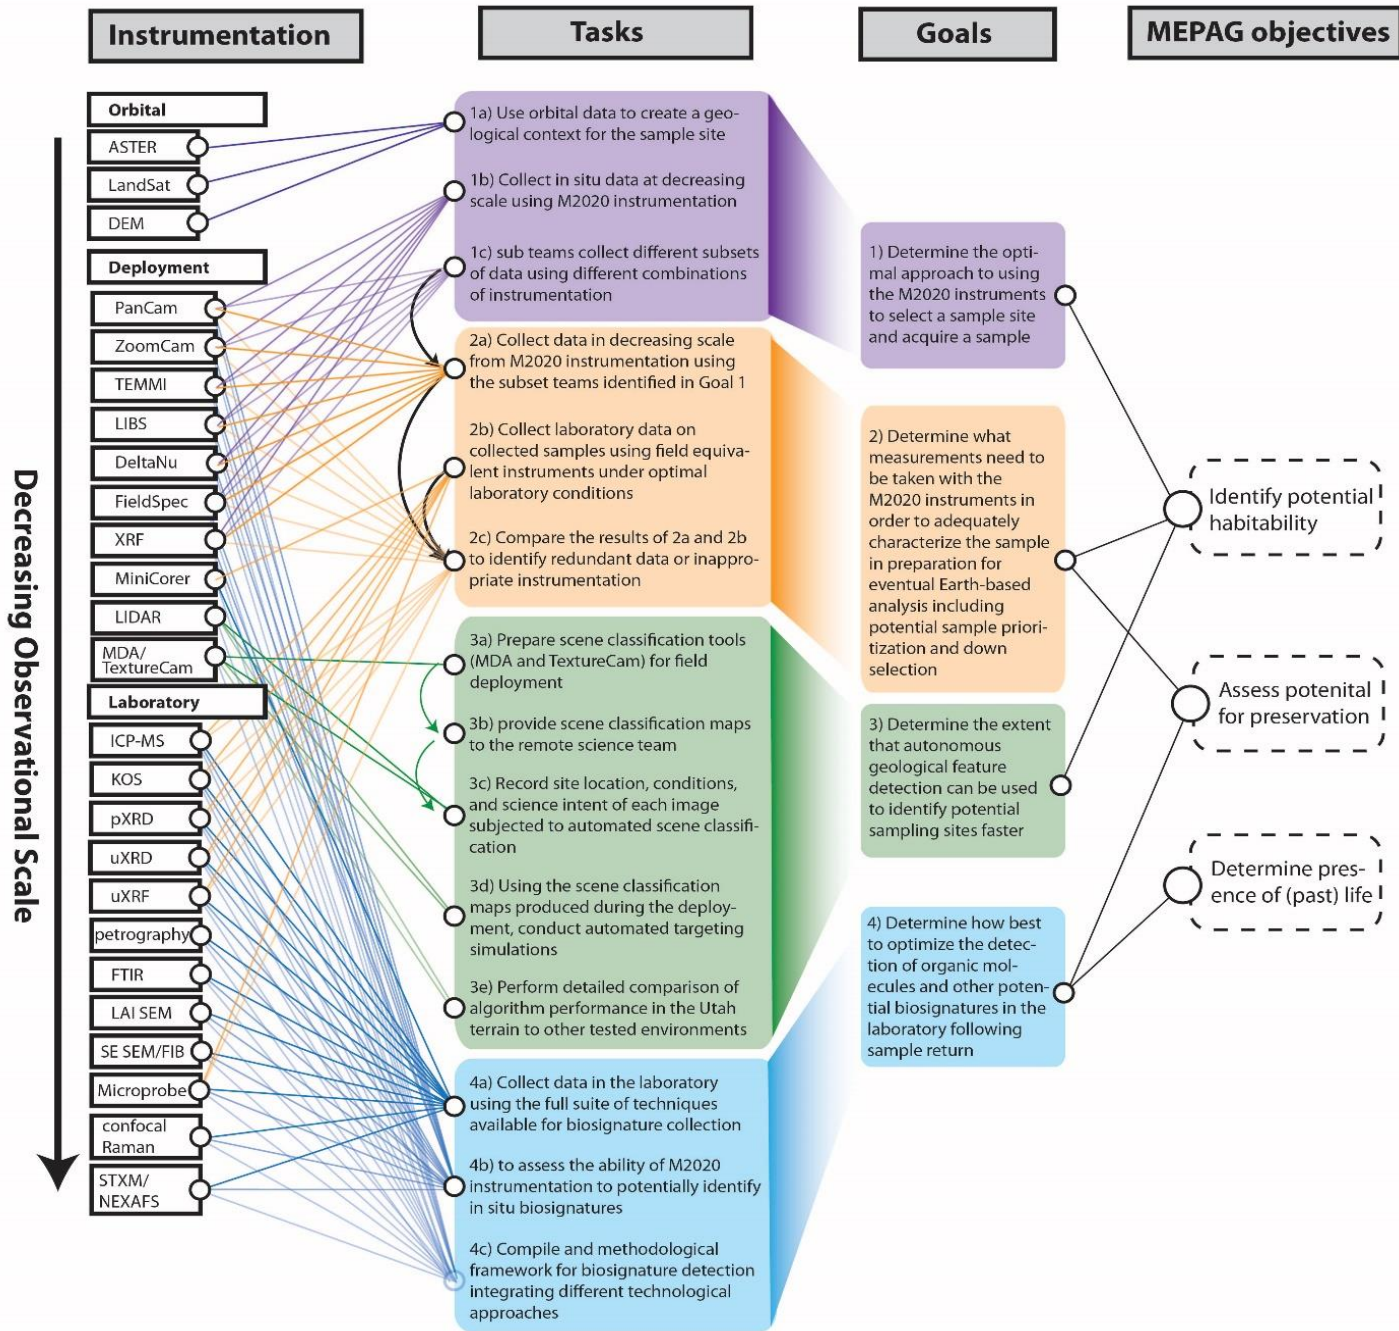 Instrumentation
Tasks
Goals
MEPAG objectives
Decreasing Observational Scale
Orbital
ASTER
LandSat
DEM
Deployment
PanCam
ZoomCam
TEMMI
LIBS
DeltaNu
FieldSpec
XRF
MiniCorer
LIDAR
MDA/
TextureCam
Laboratory
ICP-MS
KOS
pXRD
uXRD
uXRF
petrography
FTIR
LAI SEM
SE SEM/FIB
Microprobe
confocal
Raman
STXM/
NEXAFS
1a) Use orbital data to create a geo-
logical context for the sample site
1b) Collect in situ data at decreasing
scale using M2020 instrumentation
1c) sub teams collect different subsets
of data using different combinations
of instrumentation
2a) Collect data in decreasing scale
from M2020 instrumentation using
the subset teams identified in Goal 1
2b) Collect laboratory data on
collected samples using field equiva-
lent instruments under optimal
laboratory conditions
2c) Compare the results of 2a and 2b
to identify redundant data or inappro-
priate instrumentation
3a) Prepare scene classification tools
(MDA and TextureCam) for field
deployment
3b) provide scene classification maps
to the remote science team
3c) Record site location, conditions,
and science intent of each image
subjected to automated scene classifi-
cation
3d) Using the scene classification
maps produced during the deploy-
ment, conduct automated targeting
simulations
3e) Perform detailed comparison of
algorithm performance in the Utah
terrain to other tested environments
4a) Collect data in the laboratory
using the full suite of techniques
available for biosignature collection
4b) to assess the ability of M2020
instrumentation to potentially identify
in situ biosignatures
4c) Compile and methodological
framework for biosignature detection
integrating different technological
approaches
1) Determine the opti-
mal approach to using
the M2020 instruments
to select a sample site
and acquire a sample
2) Determine what
measurements need to
be taken with the
M2020 instruments in
order to adequately
characterize the sample
in preparation for
eventual Earth-based
analysis including
potential sample priori-
tization and down
selection
3) Determine the extent
that autonomous
geological feature
detection can be used
to identify potential
sampling sites faster
4) Determine how best
to optimize the detec-
tion of organic mol-
ecules and other poten-
tial biosignatures in the
laboratory following
sample return
Identify potential
habitability
Assess potenital
for preservation
Determine pres-
ence of (past) life